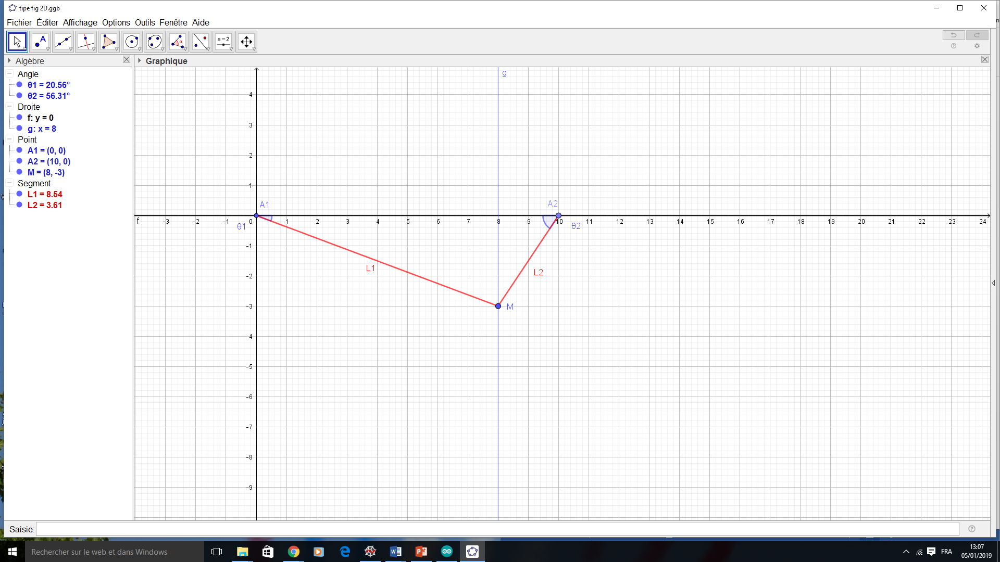 tipe fig 2D.ggb
Fichier Éditer Affichage Options Outils Fenêtre Aide
A
α
a=2
Algèbre
Graphique
Angle
θ1 = 20.56°
θ2 = 56.31°
Droite
f: y = 0
g: x = 8
Point
A1 = (0, 0)
A2 = (10, 0)
M = (8, -3)
Segment
L1 = 8.54
L2 = 3.61
g
4
3
2
1
A1
A2
f -3 -2 -1 0 1 2 3 4 5 6 7 8 9 10 11 12 13 14 15 16 17 18 19 20 21 22 23 24
θ1
θ2
-1
L1
L2
-2
-3
M
-4
-5
-6
-7
-8
-9
Saisie:
Rechercher sur le web et dans Windows
FRA
13:07
05/01/2019